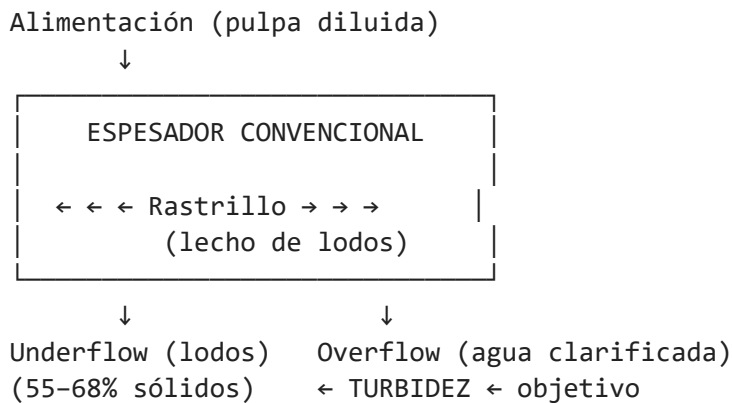 Alimentación (pulpa diluida)
↓
ESPESADOR CONVENCIONAL
← ← ← Rastrillo → → →
(lecho de lodos)
↓ ↓
Underflow (lodos) Overflow (agua clarificada)
(55–68% sólidos) ← TURBIDEZ ← objetivo